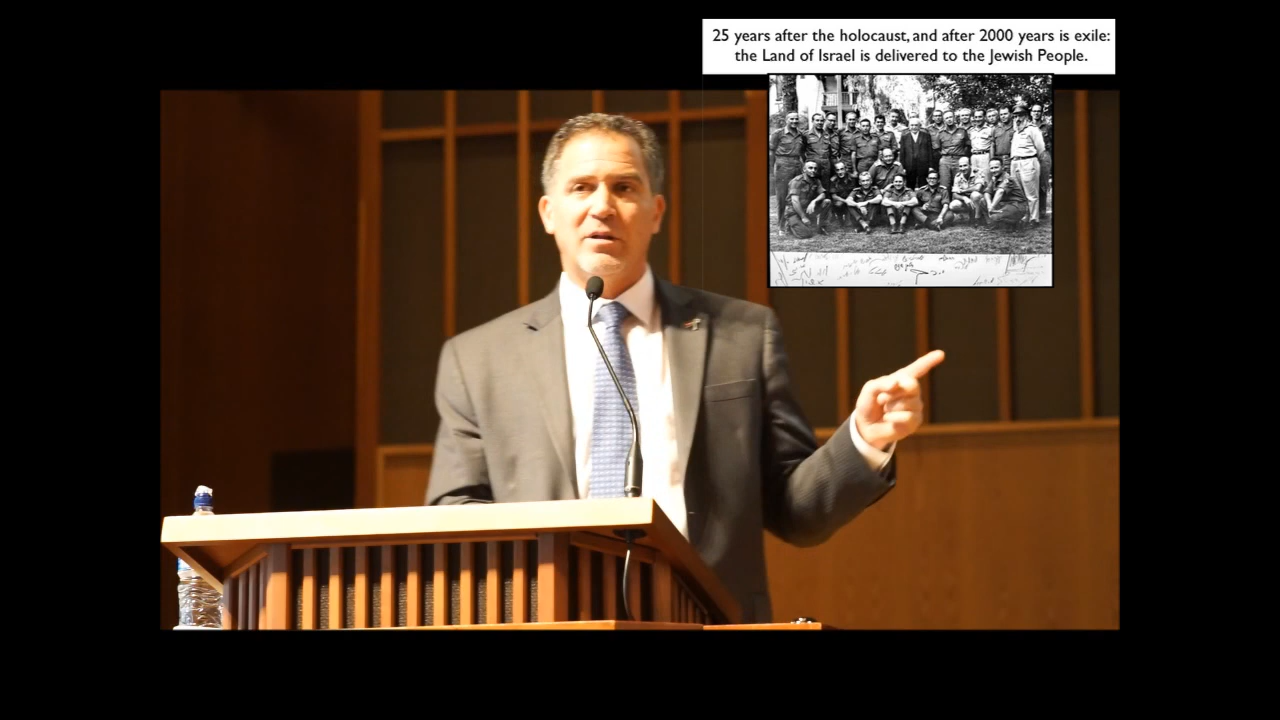 25 years after the holocaust, and after 2000 years is exile:
the Land of Israel is delivered to the Jewish People.